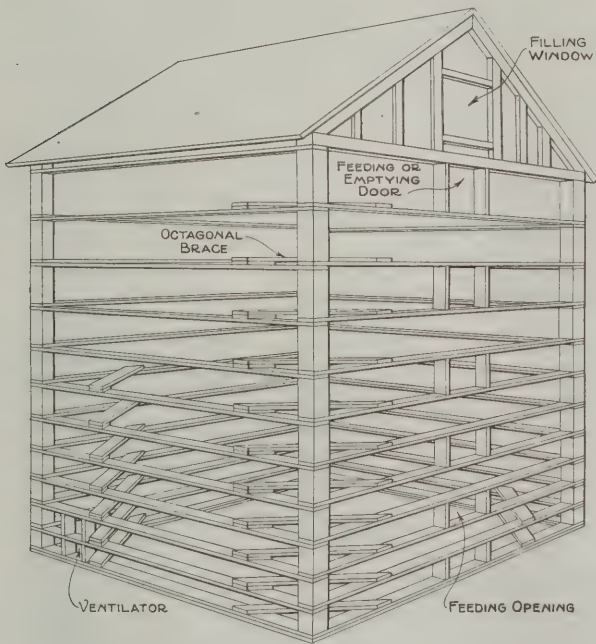 FILLING
WINDOW
FEEDING OR
EMPTYING
DOOR
OCTAGONAL
BRACE
VENTILATOR
FEEDING OPENING